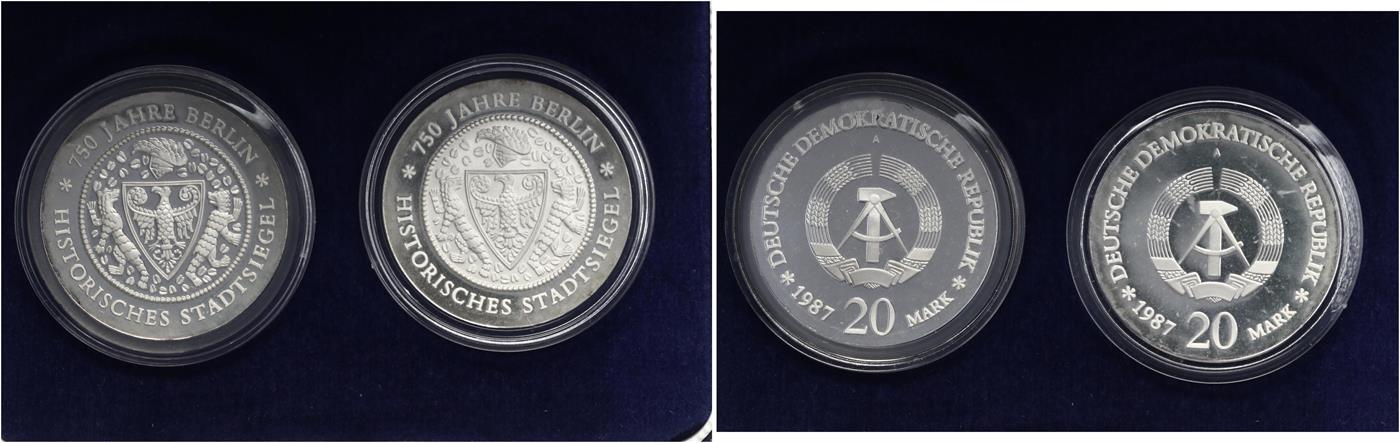 * 750 JAHRE BERLIN *
HISTORISCHES STADTSIEGEL
* 750 JAHRE BERLIN *
HISTORISCHES STADTSIEGEL
DEUTSCHE DEMOKRATISCHE REPUBLIK
A
* 1987 20 MARK *
DEUTSCHE DEMOKRATISCHE REPUBLIK
A
* 1987 20 MARK *